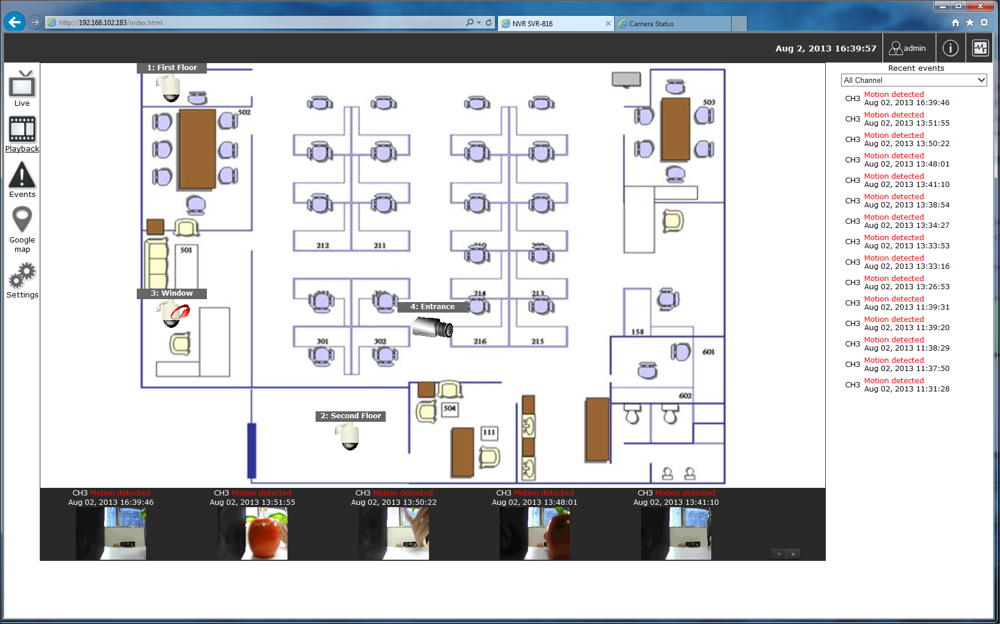 http://192.168.102.183/index.html
NVR SVR-816
Camera Status
Aug 2, 2013 16:39:57
admin
Live
Playback
Events
Google
map
Settings
1: First Floor
502
503
501
212
211
3: Window
214
213
4: Entrance
301
302
216
215
158
601
602
504
2: Second Floor
111
Recent events
All Channel
CH3 Motion detected
Aug 02, 2013 16:39:46
CH3 Motion detected
Aug 02, 2013 13:51:55
CH3 Motion detected
Aug 02, 2013 13:50:22
CH3 Motion detected
Aug 02, 2013 13:48:01
CH3 Motion detected
Aug 02, 2013 13:41:10
CH3 Motion detected
Aug 02, 2013 13:38:54
CH3 Motion detected
Aug 02, 2013 13:34:27
CH3 Motion detected
Aug 02, 2013 13:33:53
CH3 Motion detected
Aug 02, 2013 13:33:16
CH3 Motion detected
Aug 02, 2013 13:26:53
CH3 Motion detected
Aug 02, 2013 11:39:31
CH3 Motion detected
Aug 02, 2013 11:39:20
CH3 Motion detected
Aug 02, 2013 11:38:29
CH3 Motion detected
Aug 02, 2013 11:37:50
CH3 Motion detected
Aug 02, 2013 11:31:28
CH3 Motion detected
Aug 02, 2013 16:39:46
CH3 Motion detected
Aug 02, 2013 13:51:55
CH3 Motion detected
Aug 02, 2013 13:50:22
CH3 Motion detected
Aug 02, 2013 13:48:01
CH3 Motion detected
Aug 02, 2013 13:41:10